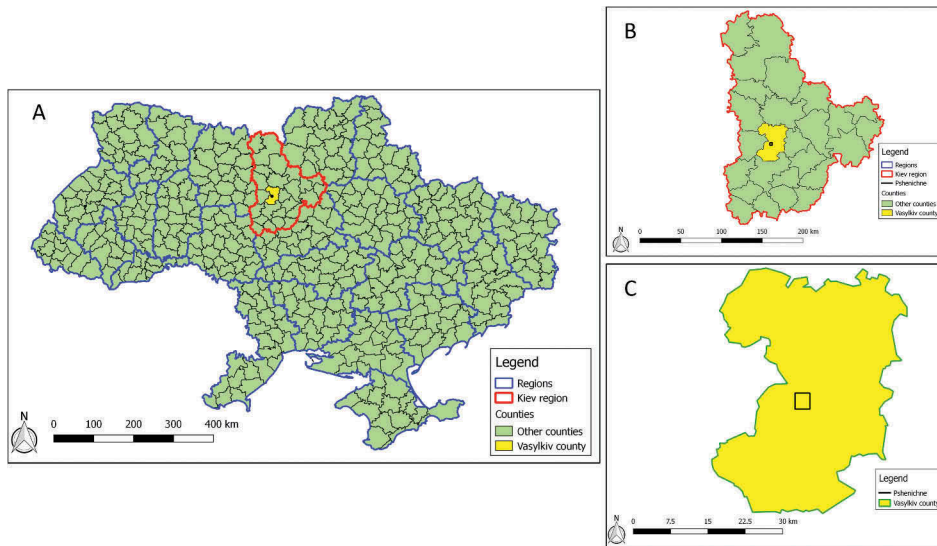 A
Legend
Regions
Kiev region
Counties
Other counties
Vasylkiv county
N
0 100 200 300 400 km
B
Legend
Regions
Kiev region
Pshenichne
Counties
Other counties
Vasylkiv county
N
0 50 100 150 200 km
C
Legend
Pshenichne
Vasylkiv county
N
0 7.5 15 22.5 30 km